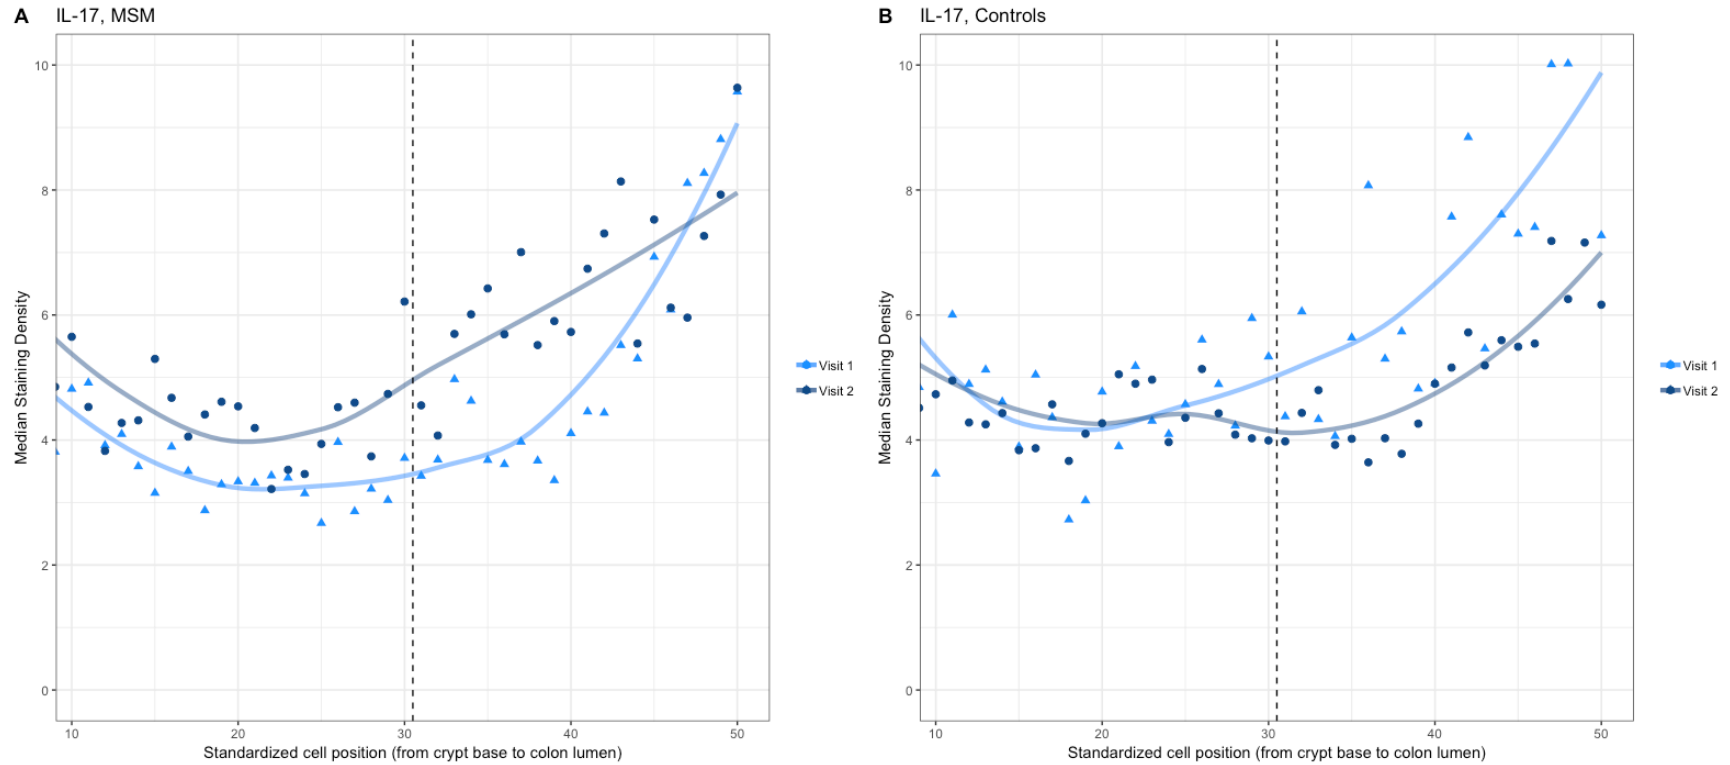 A IL-17, MSM
10
8
6
4
2
0
Median Staining Density
10 20 30 40 50
Standardized cell position (from crypt base to colon lumen)
Visit 1
Visit 2
B IL-17, Controls
10
8
6
4
2
0
Median Staining Density
10 20 30 40 50
Standardized cell position (from crypt base to colon lumen)
Visit 1
Visit 2